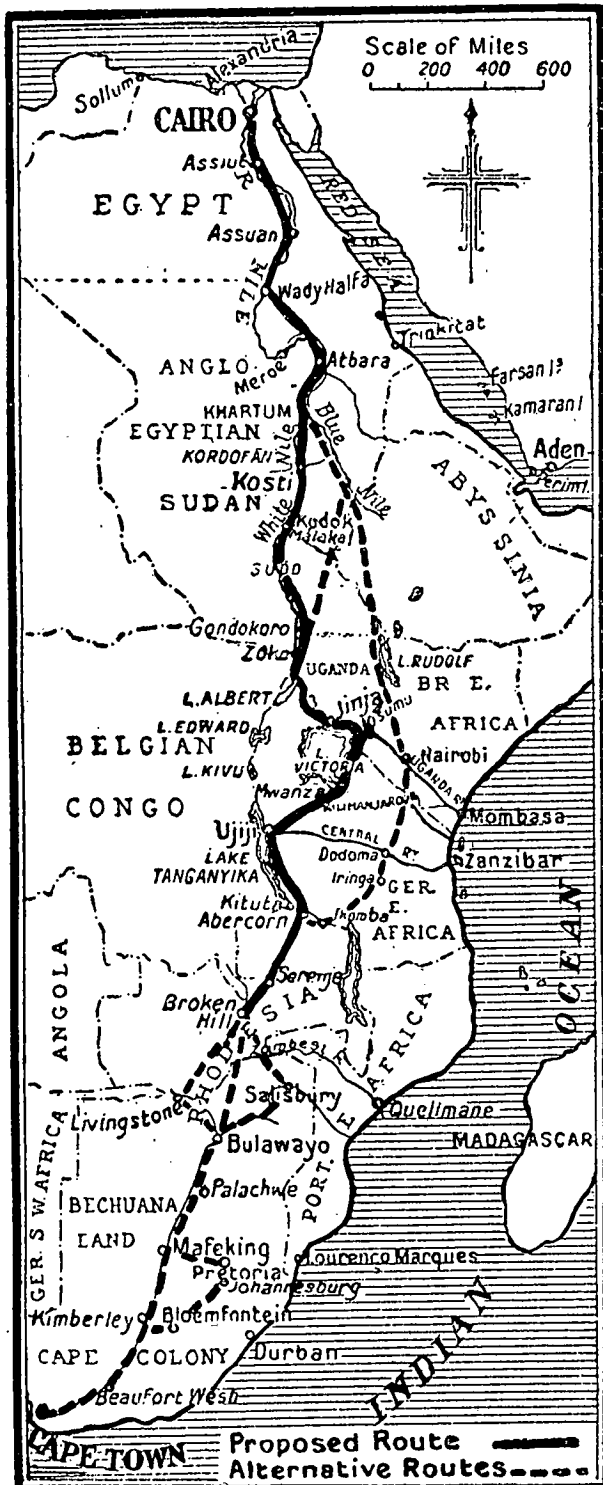 Scale of Miles
0 200 400 600
Alexandria
Sollum
CAIRO
Assiut
R. NILE
EGYPT
RED SEA
Assuan
Wady Halfa
Trinkitat
ANGLO
Meroe
Atbara
Farsan Is
Kamaran I
KHARTUM
Blue Nile
EGYPTIAN
KORDOFAN
Aden
Perim I.
Kosti
White Nile
SUDAN
ABYSSINIA
Kodok
Malakal
SUDD
Gondokoro
Zoka
UGANDA
L. RUDOLF
L. ALBERT
Jinja
BR E.
AFRICA
L. EDWARD
BELGIAN
L. VICTORIA
Nairobi
UGANDA RY
L. KIVU
Mwanza
KILIMANJARO
CONGO
Mombasa
Ujiji
CENTRAL RY.
LAKE
TANGANYIKA
Dodoma
Zanzibar
Iringa
GER.
E.
AFRICA
Kituta
Abercorn
Ikomba
ANGOLA
Serenje
Broken
Hill
RHODESIA
Zambesi
PORT. E. AFRICA
OCEAN
Livingstone
Salisbury
Quelimane
GER. S. W. AFRICA
Bulawayo
MADAGASCAR
BECHUANA
LAND
Palachwe
Mafeking
Pretoria
Lourenco Marques
Johannesburg
Kimberley
Bloemfontein
CAPE COLONY
Durban
INDIAN
Beaufort West
CAPE TOWN
Proposed Route
Alternative Routes